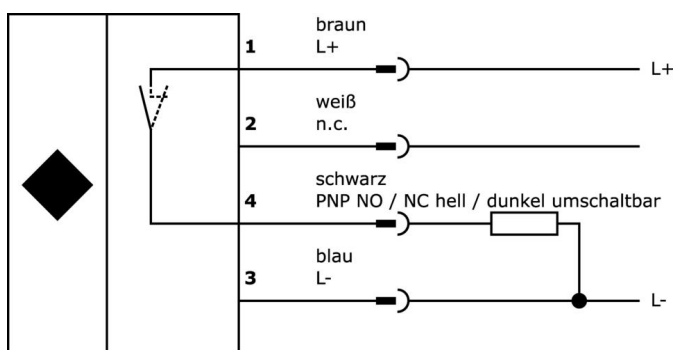 braun
1 L+
L+
weiß
2 n.c.
schwarz
4 PNP NO / NC hell / dunkel umschaltbar
blau
3 L-
L-